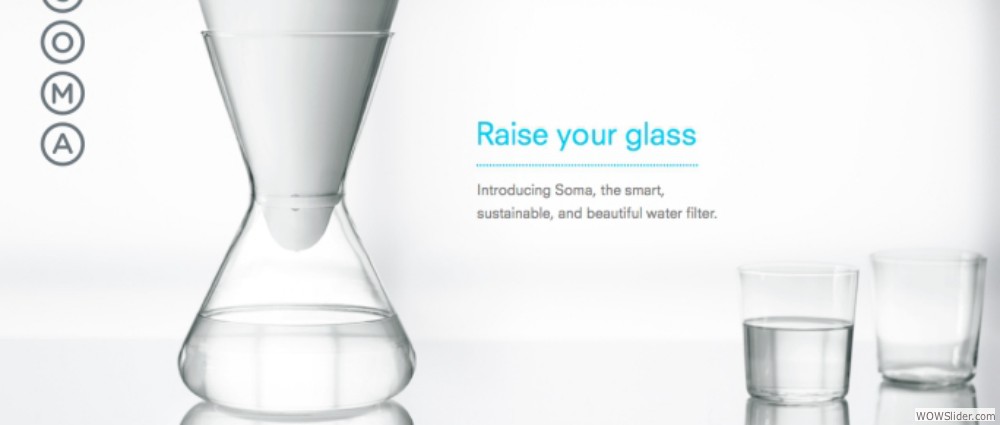 O
M
A
Raise your glass
Introducing Soma, the smart,
sustainable, and beautiful water filter.
WOWSlider.com